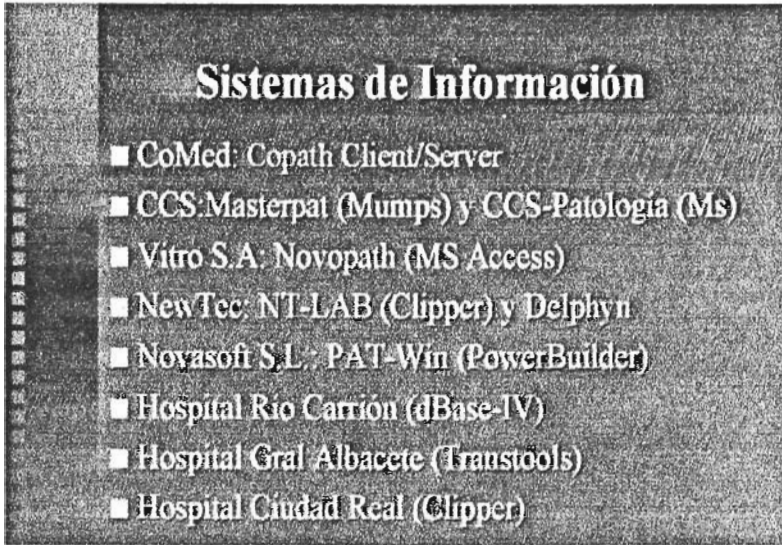 Sistemas de Información
■ CoMed: Copath Client/Server
■ CCS:Masterpat (Mumps) y CCS-Patología (Ms)
■ Vitro S.A: Novopath (MS Access)
■ NewTec: NT-LAB (Clipper) y Delphyn
■ Novasoft S.L.: PAT-Win (PowerBuilder)
■ Hospital Rio Carrión (dBase-IV)
■ Hospital Gral Albacete (Transtools)
■ Hospital Ciudad Real (Clipper)